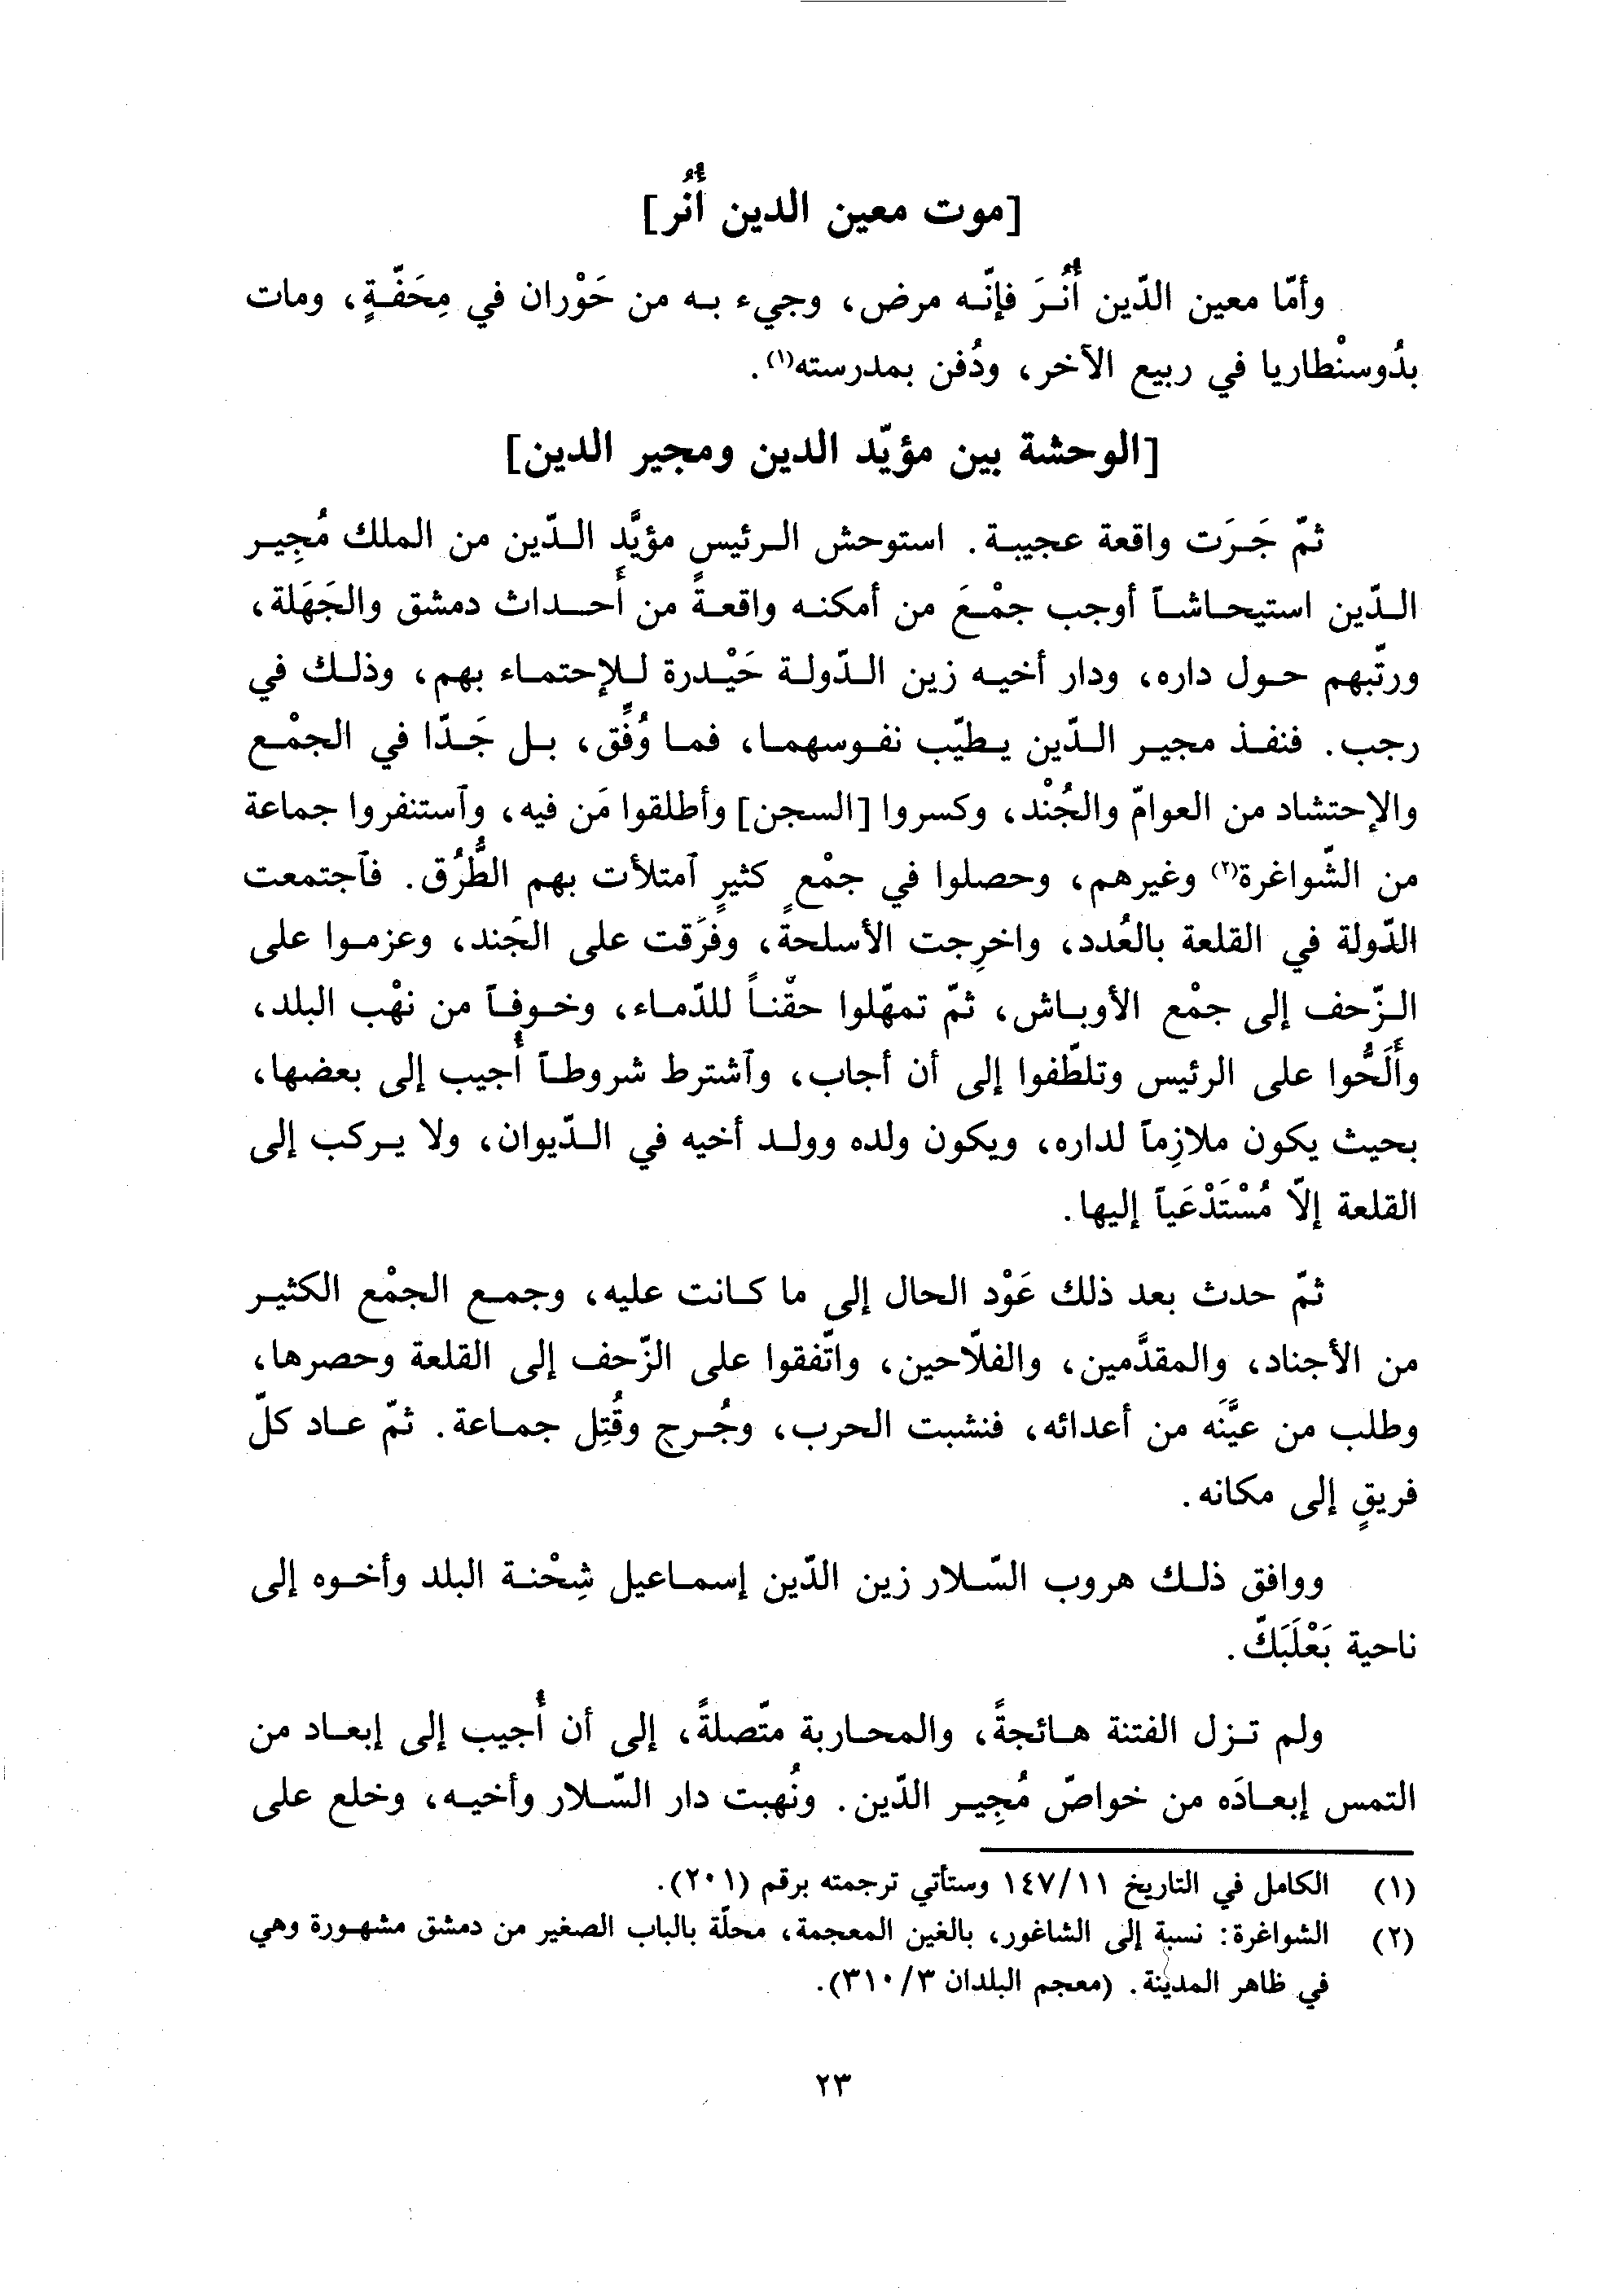 [موت معين الدين أُنُر]
وأمّا معين الدّين أُنُـرَ فإنّـه مرض، وجيء بـه من حَوْران في مِحَفّـةٍ، ومات
بدُوسنْطاريا في ربيع الآخر، ودُفن بمدرسته(١).
[الوحشة بين مؤيّد الدين ومجير الدين]
ثمّ جَـرَت واقعة عجيبـة. استوحش الـرئيس مؤيَّد الـدّين من الملك مُجِيـر
الـدّين استيحـاشـاً أوجب جمْـعَ من أمكنـه واقعـةً من أحـداث دمشق والجَهَلة،
ورتّبهم حـول داره، ودار أخيـه زين الـدّولـة حَيْـدرة لـلإحتمـاء بهم، وذلـك في
رجب. فنفـذ مجيـر الـدّين يـطيّب نفـوسهمـا، فمـا وُفِّق، بـل جَـدّا في الجمْـع
والإحتشاد من العوامّ والجُنْد، وكسروا [السجن] وأطلقوا مَن فيه، وٱستنفروا جماعة
من الشّواغرة(٢) وغيرهم، وحصلوا في جمْعٍ كثيرٍ ٱمتلأت بهم الطُّرُق. فٱجتمعت
الدّولة في القلعة بالعُدد، واخرِجت الأسلحة، وفرّقت على الجُند، وعزمـوا على
الـزّحف إلى جمْع الأوبـاش، ثمّ تمهّلوا حقْنـاً للدّمـاء، وخـوفـاً من نهْب البلد،
وأَلَحُّوا على الرئيس وتلطّفوا إلى أن أجاب، وٱشترط شروطـاً أُجيب إلى بعضها،
بحيث يكون ملازِماً لداره، ويكون ولده وولـد أخيه في الـدّيوان، ولا يـركب إلى
القلعة إلّا مُسْتَدْعَياً إليها.
ثمّ حدث بعد ذلك عَوْد الحال إلى ما كـانت عليه، وجمـع الجمْع الكثيـر
من الأجناد، والمقدَّمين، والفلّاحين، واتّفقوا على الزّحف إلى القلعة وحصرها،
وطلب من عيَّنَه من أعدائه، فنشبت الحرب، وجُـرح وقُتِل جمـاعة. ثمّ عـاد كلّ
فريقٍ إلى مكانه.
ووافق ذلـك هروب السّـلار زين الدّين إسمـاعيل شِحْنـة البلد وأخـوه إلى
ناحية بَعْلَبَكّ.
ولم تـزل الفتنة هـائجةً، والمحـاربة متّصلةً، إلى أن أُجيب إلى إبعـاد من
التمس إبعـادَه من خواصّ مُجِيـر الدّين. ونُهبت دار السّـلار وأخيـه، وخلع على
(١) الكامل في التاريخ ١٤٧/١١ وستأتي ترجمته برقم (٢٠١).
(٢) الشواغرة: نسبة إلى الشاغور، بالغين المعجمة، محلّة بالباب الصغير من دمشق مشهـورة وهي
في ظاهر المدينة. (معجم البلدان ٣١٠/٣).
٢٣